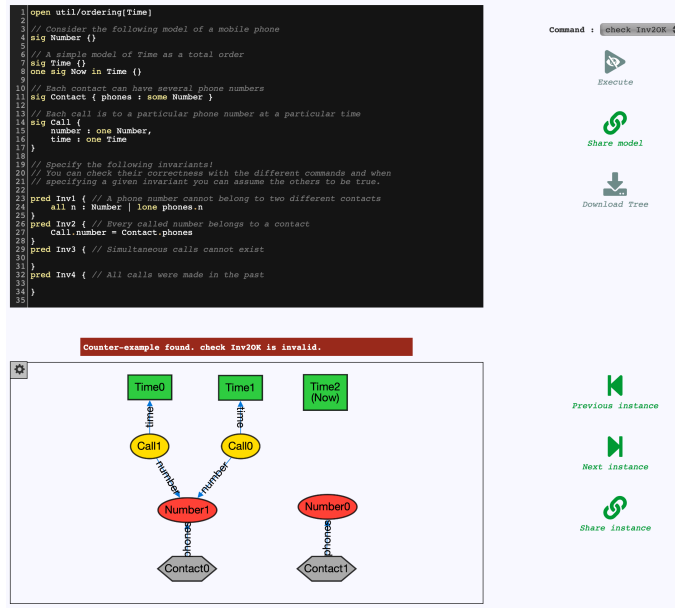 1 open util/ordering[Time]
2
3 // Consider the following model of a mobile phone
4 sig Number {}
5
6 // A simple model of Time as a total order
7 sig Time {}
8 one sig Now in Time {}
9
10 // Each contact can have several phone numbers
11 sig Contact { phones : some Number }
12
13 // Each call is to a particular phone number at a particular time
14 sig Call {
15 number : one Number,
16 time : one Time
17 }
18
19 // Specify the following invariants!
20 // You can check their correctness with the different commands and when
21 // specifying a given invariant you can assume the others to be true.
22
23 pred Inv1 { // A phone number cannot belong to two different contacts
24 all n : Number | lone phones.n
25 }
26 pred Inv2 { // Every called number belongs to a contact
27 Call.number = Contact.phones
28 }
29 pred Inv3 { // Simultaneous calls cannot exist
30
31 }
32 pred Inv4 { // All calls were made in the past
33
34 }
35
Command : check Inv2OK
Execute
Share model
Download Tree
Counter-example found. check Inv2OK is invalid.
Time0
Time1
Time2
(Now)
time
time
Call1
Call0
number
number
Number1
Number0
phones
phones
Contact0
Contact1
Previous instance
Next instance
Share instance